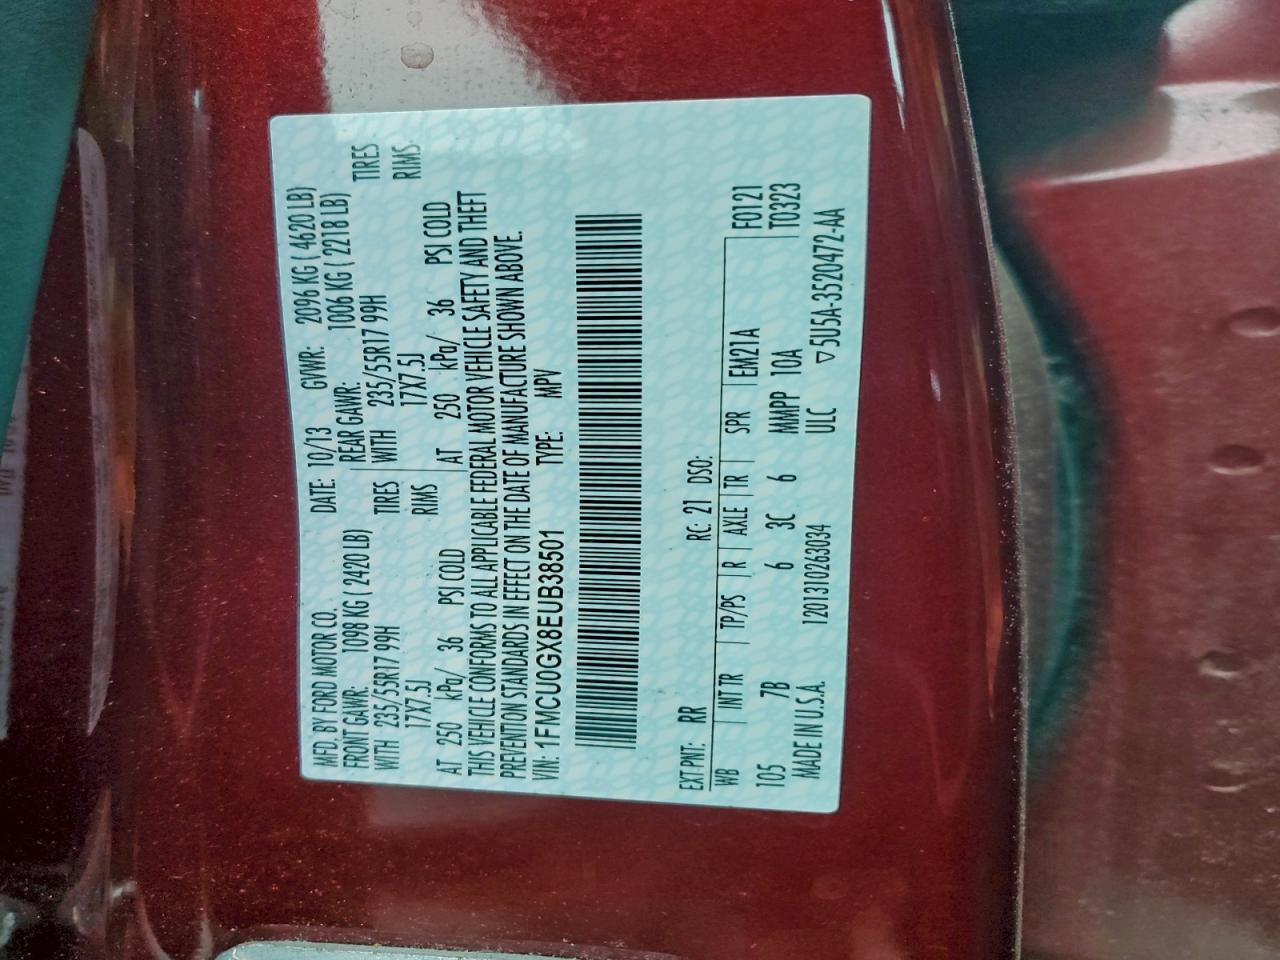 MFD. BY FORD MOTOR CO. DATE: 10/13 GVWR: 2096 KG ( 4620 LB)
FRONT GAWR: 1098 KG ( 2420 LB) REAR GAWR: 1006 KG ( 2218 LB)
WITH 235/55R17 99H TIRES WITH 235/55R17 99H TIRES
17X7.5J RIMS 17X7.5J RIMS
AT 250 kPa/ 36 PSI COLD AT 250 kPa/ 36 PSI COLD
THIS VEHICLE CONFORMS TO ALL APPLICABLE FEDERAL MOTOR VEHICLE SAFETY AND THEFT
PREVENTION STANDARDS IN EFFECT ON THE DATE OF MANUFACTURE SHOWN ABOVE.
VIN: 1FMCU0GX8EUB38501 TYPE: MPV
EXT PNT: RR RC: 21 DSO:
WB INT TR TP/PS R AXLE TR SPR EM21A F0121
105 7B 6 3C 6 MMPP 10A T0323
MADE IN U.S.A. 1201310263034 ULC ▽5U5A-3520472-AA